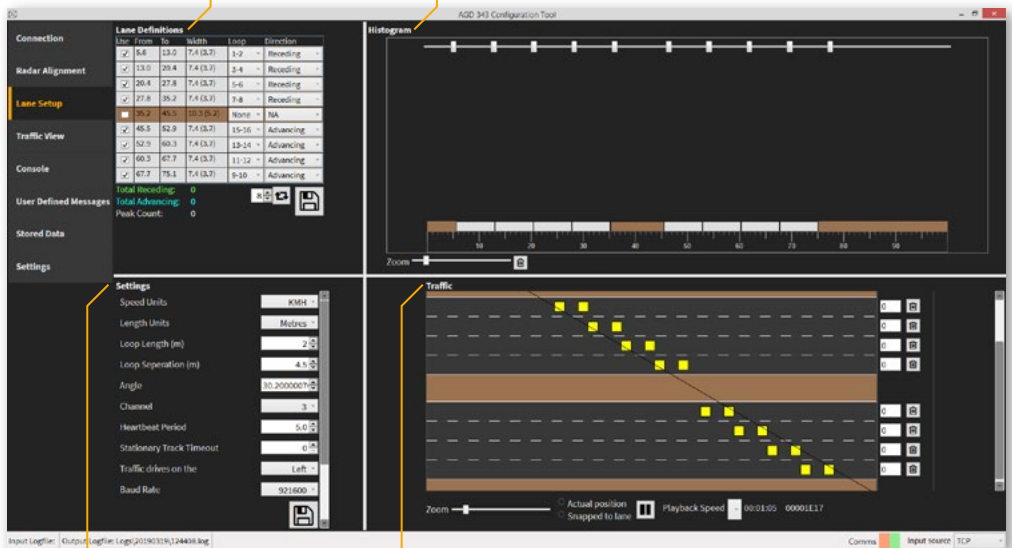 AGD 343 Configuration Tool
Connection
Radar Alignment
Lane Setup
Traffic View
Console
User Defined Messages
Stored Data
Settings
Lane Definitions
Use From To Width Loop Direction
5.6 13.0 7.4 (3.7) 1-2 Receding
13.0 20.4 7.4 (3.7) 3-4 Receding
20.4 27.8 7.4 (3.7) 5-6 Receding
27.8 35.2 7.4 (3.7) 7-8 Receding
35.2 45.5 10.3 (5.2) None NA
45.5 52.9 7.4 (3.7) 15-16 Advancing
52.9 60.3 7.4 (3.7) 13-14 Advancing
60.3 67.7 7.4 (3.7) 11-12 Advancing
67.7 75.1 7.4 (3.7) 9-10 Advancing
Total Receding: 0
Total Advancing: 0
Peak Count: 0
8
Histogram
10 20 30 40 50 60 70 80 90
Zoom
Settings
Speed Units KMH
Length Units Metres
Loop Length (m) 2
Loop Seperation (m) 4.5
Angle 30.2000007
Channel 3
Heartbeat Period 5.0
Stationary Track Timeout 0
Traffic drives on the Left
Baud Rate 921600
Traffic
0
0
0
0
0
0
0
0
Zoom
Actual position
Snapped to lane
Playback Speed
00:01:05 00001E17
Input Logfile: Output Logfile: Logs\20190319\124408.log
Comms
Input source TCP